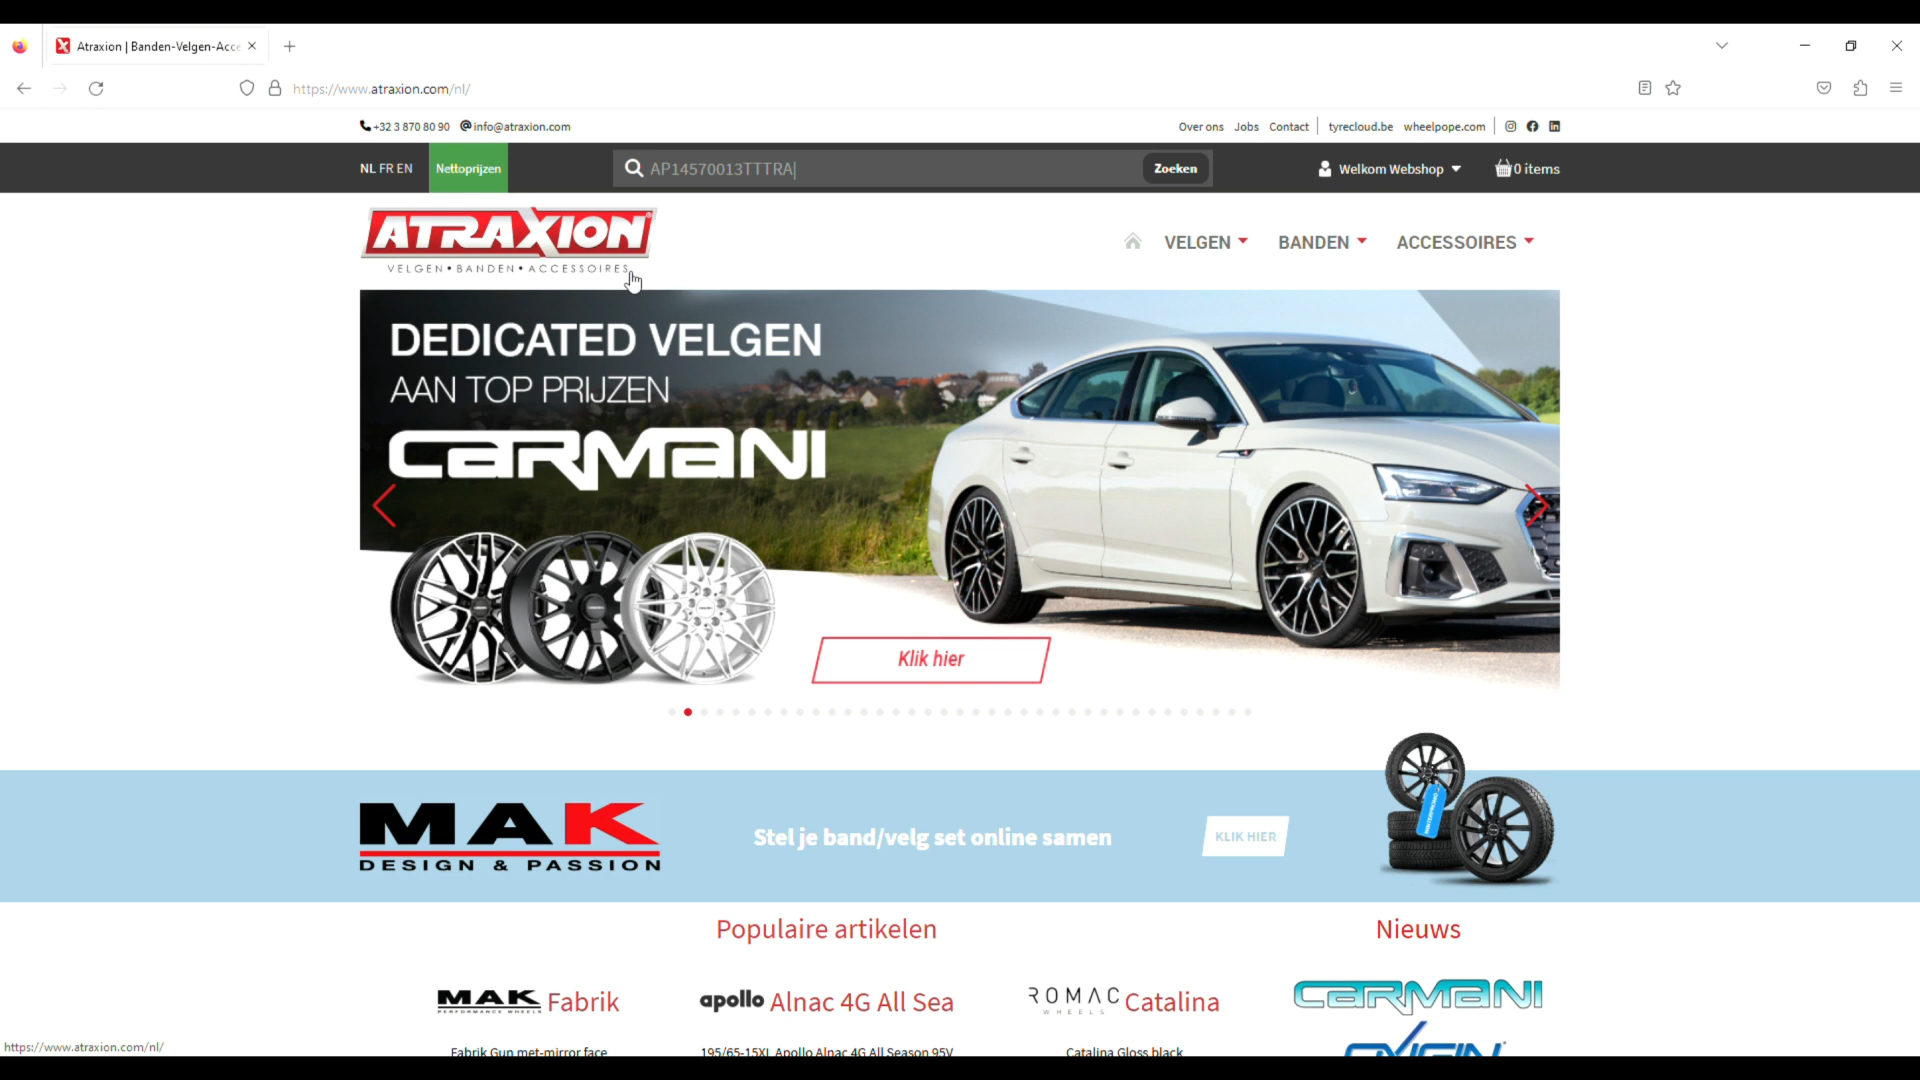 Atraxion | Banden-Velgen-Acce
https://www.atraxion.com/nl/
+32 3 870 80 90 @ info@atraxion.com
Over ons Jobs Contact tyrecloud.be wheelpope.com
NL FR EN Nettoprijzen AP14570013TTTRA Zoeken Welkom Webshop 0 items
ATRAXION®
VELGEN • BANDEN • ACCESSOIRES
VELGEN BANDEN ACCESSOIRES
DEDICATED VELGEN
AAN TOP PRIJZEN
CARMANI
Klik hier
MAK
DESIGN & PASSION
Stel je band/velg set online samen
KLIK HIER
Populaire artikelen
Nieuws
MAK PERFORMANCE WHEELS Fabrik
apollo Alnac 4G All Sea
ROMAC WHEELS Catalina
CARMANI
Fabrik Gun met-mirror face
195/65-15XL Apollo Alnac 4G All Season 95V
Catalina Gloss black
OXIGIN
https://www.atraxion.com/nl/